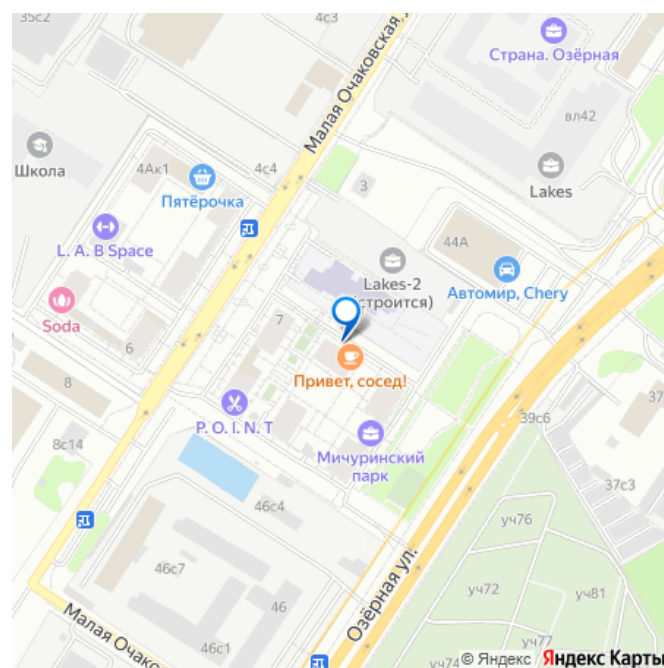 35с2
4с3
Малая Очаковская
Страна. Озёрная
вл42
Школа
4Ак1
4с4
Пятёрочка
3
Lakes
L. A. B Space
44А
Lakes-2
(строится)
Автомир, Chery
Soda
7
6
Привет, сосед!
8
P. O. I. N. T
37
39с6
Мичуринский
парк
8с14
37с3
46с4
уч76
46с7
Озёрная ул.
уч72
уч81
46
Малая Очако
46с1
уч77
уч74
© Яндекс Яндекс Карты